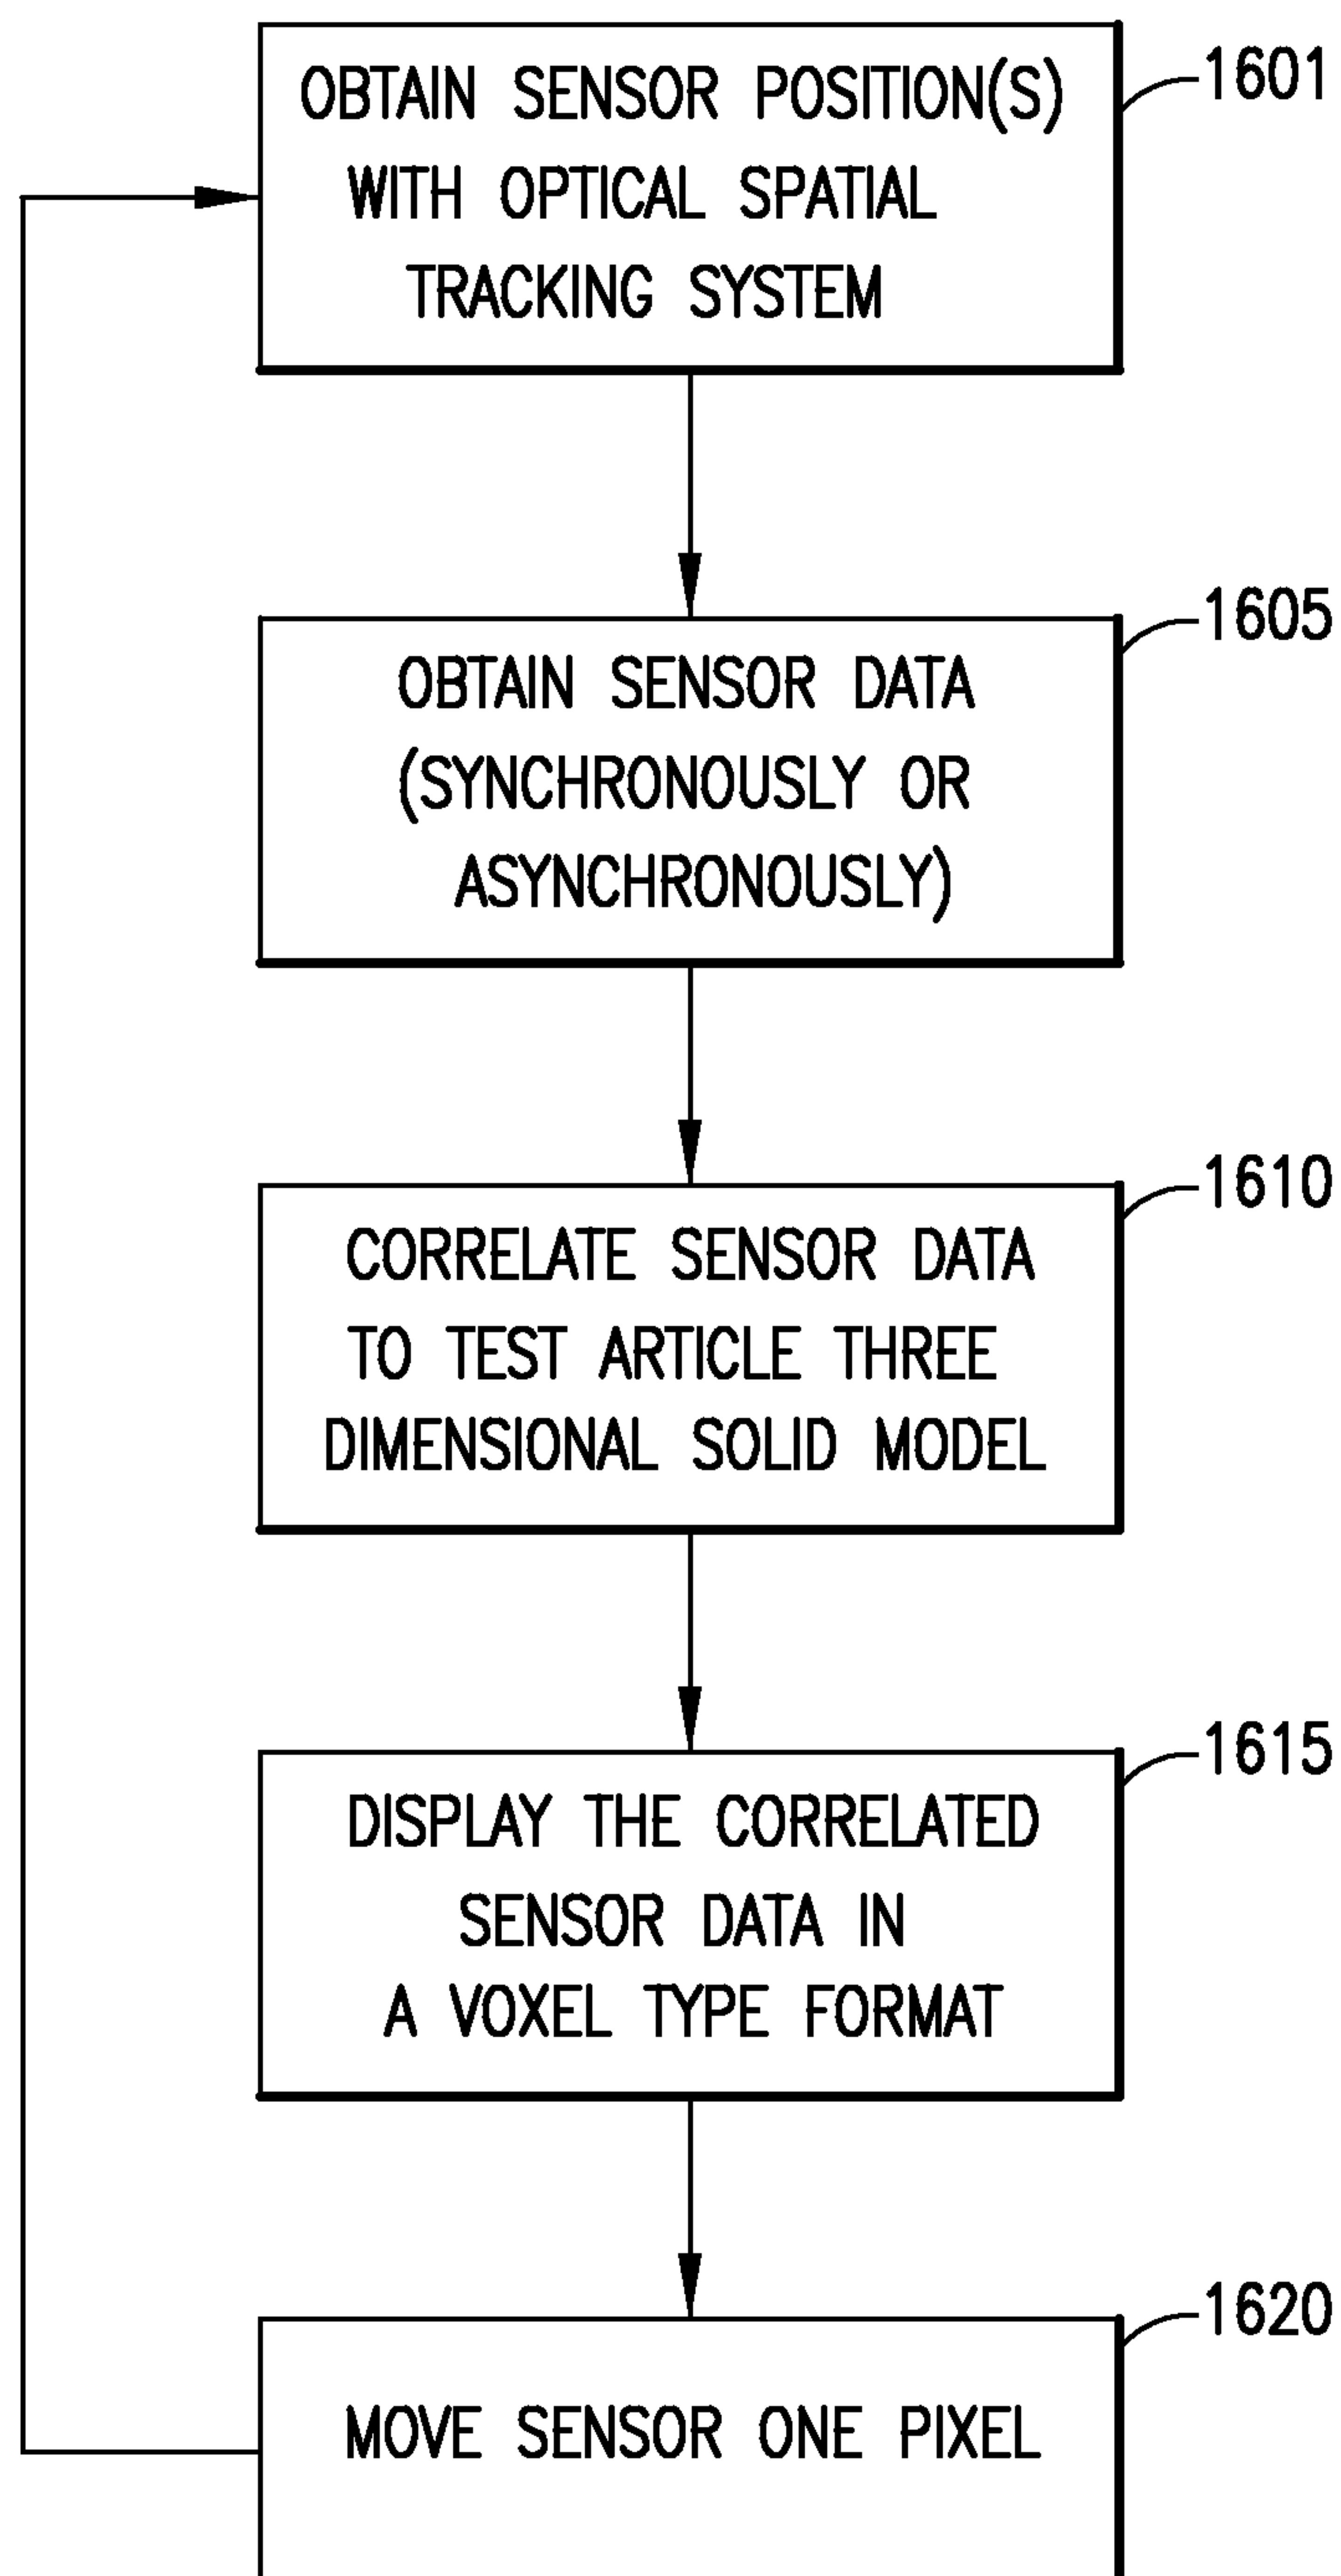 OBTAIN SENSOR POSITION(S)
WITH OPTICAL SPATIAL
TRACKING SYSTEM
1601
OBTAIN SENSOR DATA
(SYNCHRONOUSLY OR
ASYNCHRONOUSLY)
1605
CORRELATE SENSOR DATA
TO TEST ARTICLE THREE
DIMENSIONAL SOLID MODEL
1610
DISPLAY THE CORRELATED
SENSOR DATA IN
A VOXEL TYPE FORMAT
1615
MOVE SENSOR ONE PIXEL
1620